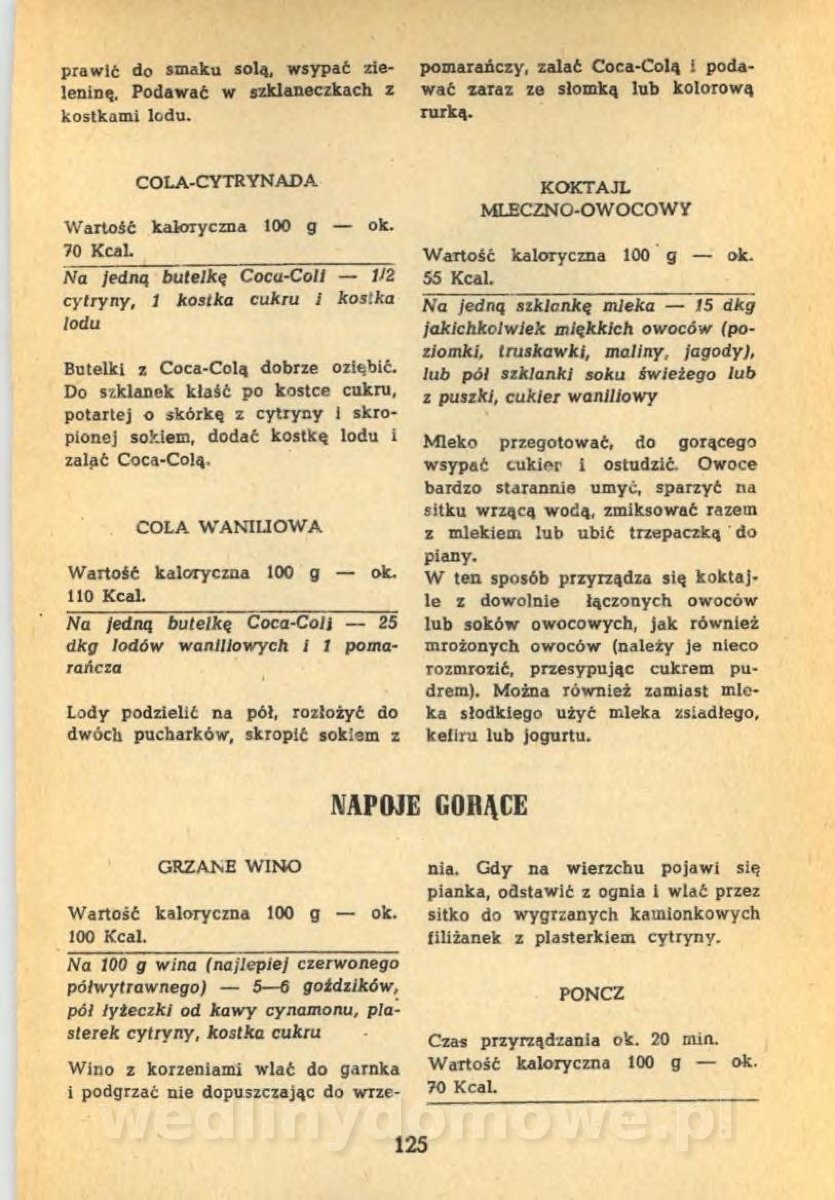 prawić do smaku solą, wsypać zie-
leninę. Podawać w szklaneczkach z
kostkami lodu.
COLA-CYTRYNADA
Wartość kaloryczna 100 g — ok.
70 Kcal.
Na jedną butelkę Coca-Coli — 1/2
cytryny, 1 kostka cukru i kostka
lodu
Butelki z Coca-Colą dobrze oziębić.
Do szklanek kłaść po kostce cukru,
potartej o skórkę z cytryny i skro-
pionej sokiem, dodać kostkę lodu i
zaląć Coca-Colą.
COLA WANILIOWA
Wartość kaloryczna 100 g — ok.
110 Kcal.
Na jedną butelkę Coca-Coli — 25
dkg lodów waniliowych i 1 poma-
rańcza
Lody podzielić na pół, rozłożyć do
dwóch pucharków, skropić sokiem z
pomarańczy, zalać Coca-Colą i poda-
wać zaraz ze słomką lub kolorową
rurką.
KOKTAJL
MLECZNO-OWOCOWY
Wartość kaloryczna 100 g — ok.
55 Kcal.
Na jedną szklankę mleka — 15 dkg
jakichkolwiek miękkich owoców (po-
ziomki, truskawki, maliny, jagody),
lub pół szklanki soku świeżego lub
z puszki, cukier waniliowy
Mleko przegotować, do gorącego
wsypać cukier i ostudzić. Owoce
bardzo starannie umyć, sparzyć na
sitku wrzącą wodą, zmiksować razem
z mlekiem lub ubić trzepaczką do
piany.
W ten sposób przyrządza się koktaj-
le z dowolnie łączonych owoców
lub soków owocowych, jak również
mrożonych owoców (należy je nieco
rozmrozić, przesypując cukrem pu-
drem). Można również zamiast mle-
ka słodkiego użyć mleka zsiadłego,
kefiru lub jogurtu.
NAPOJE GORĄCE
GRZANE WINO
Wartość kaloryczna 100 g — ok.
100 Kcal.
Na 100 g wina (najlepiej czerwonego
półwytrawnego) — 5—6 goździków,
pół łyżeczki od kawy cynamonu, pla-
sterek cytryny, kostka cukru
Wino z korzeniami wlać do garnka
i podgrzać nie dopuszczając do wrze-
nia. Gdy na wierzchu pojawi się
pianka, odstawić z ognia i wlać przez
sitko do wygrzanych kamionkowych
filiżanek z plasterkiem cytryny.
PONCZ
Czas przyrządzania ok. 20 min.
Wartość kaloryczna 100 g — ok.
70 Kcal.
wedlinydomowe.pl
125